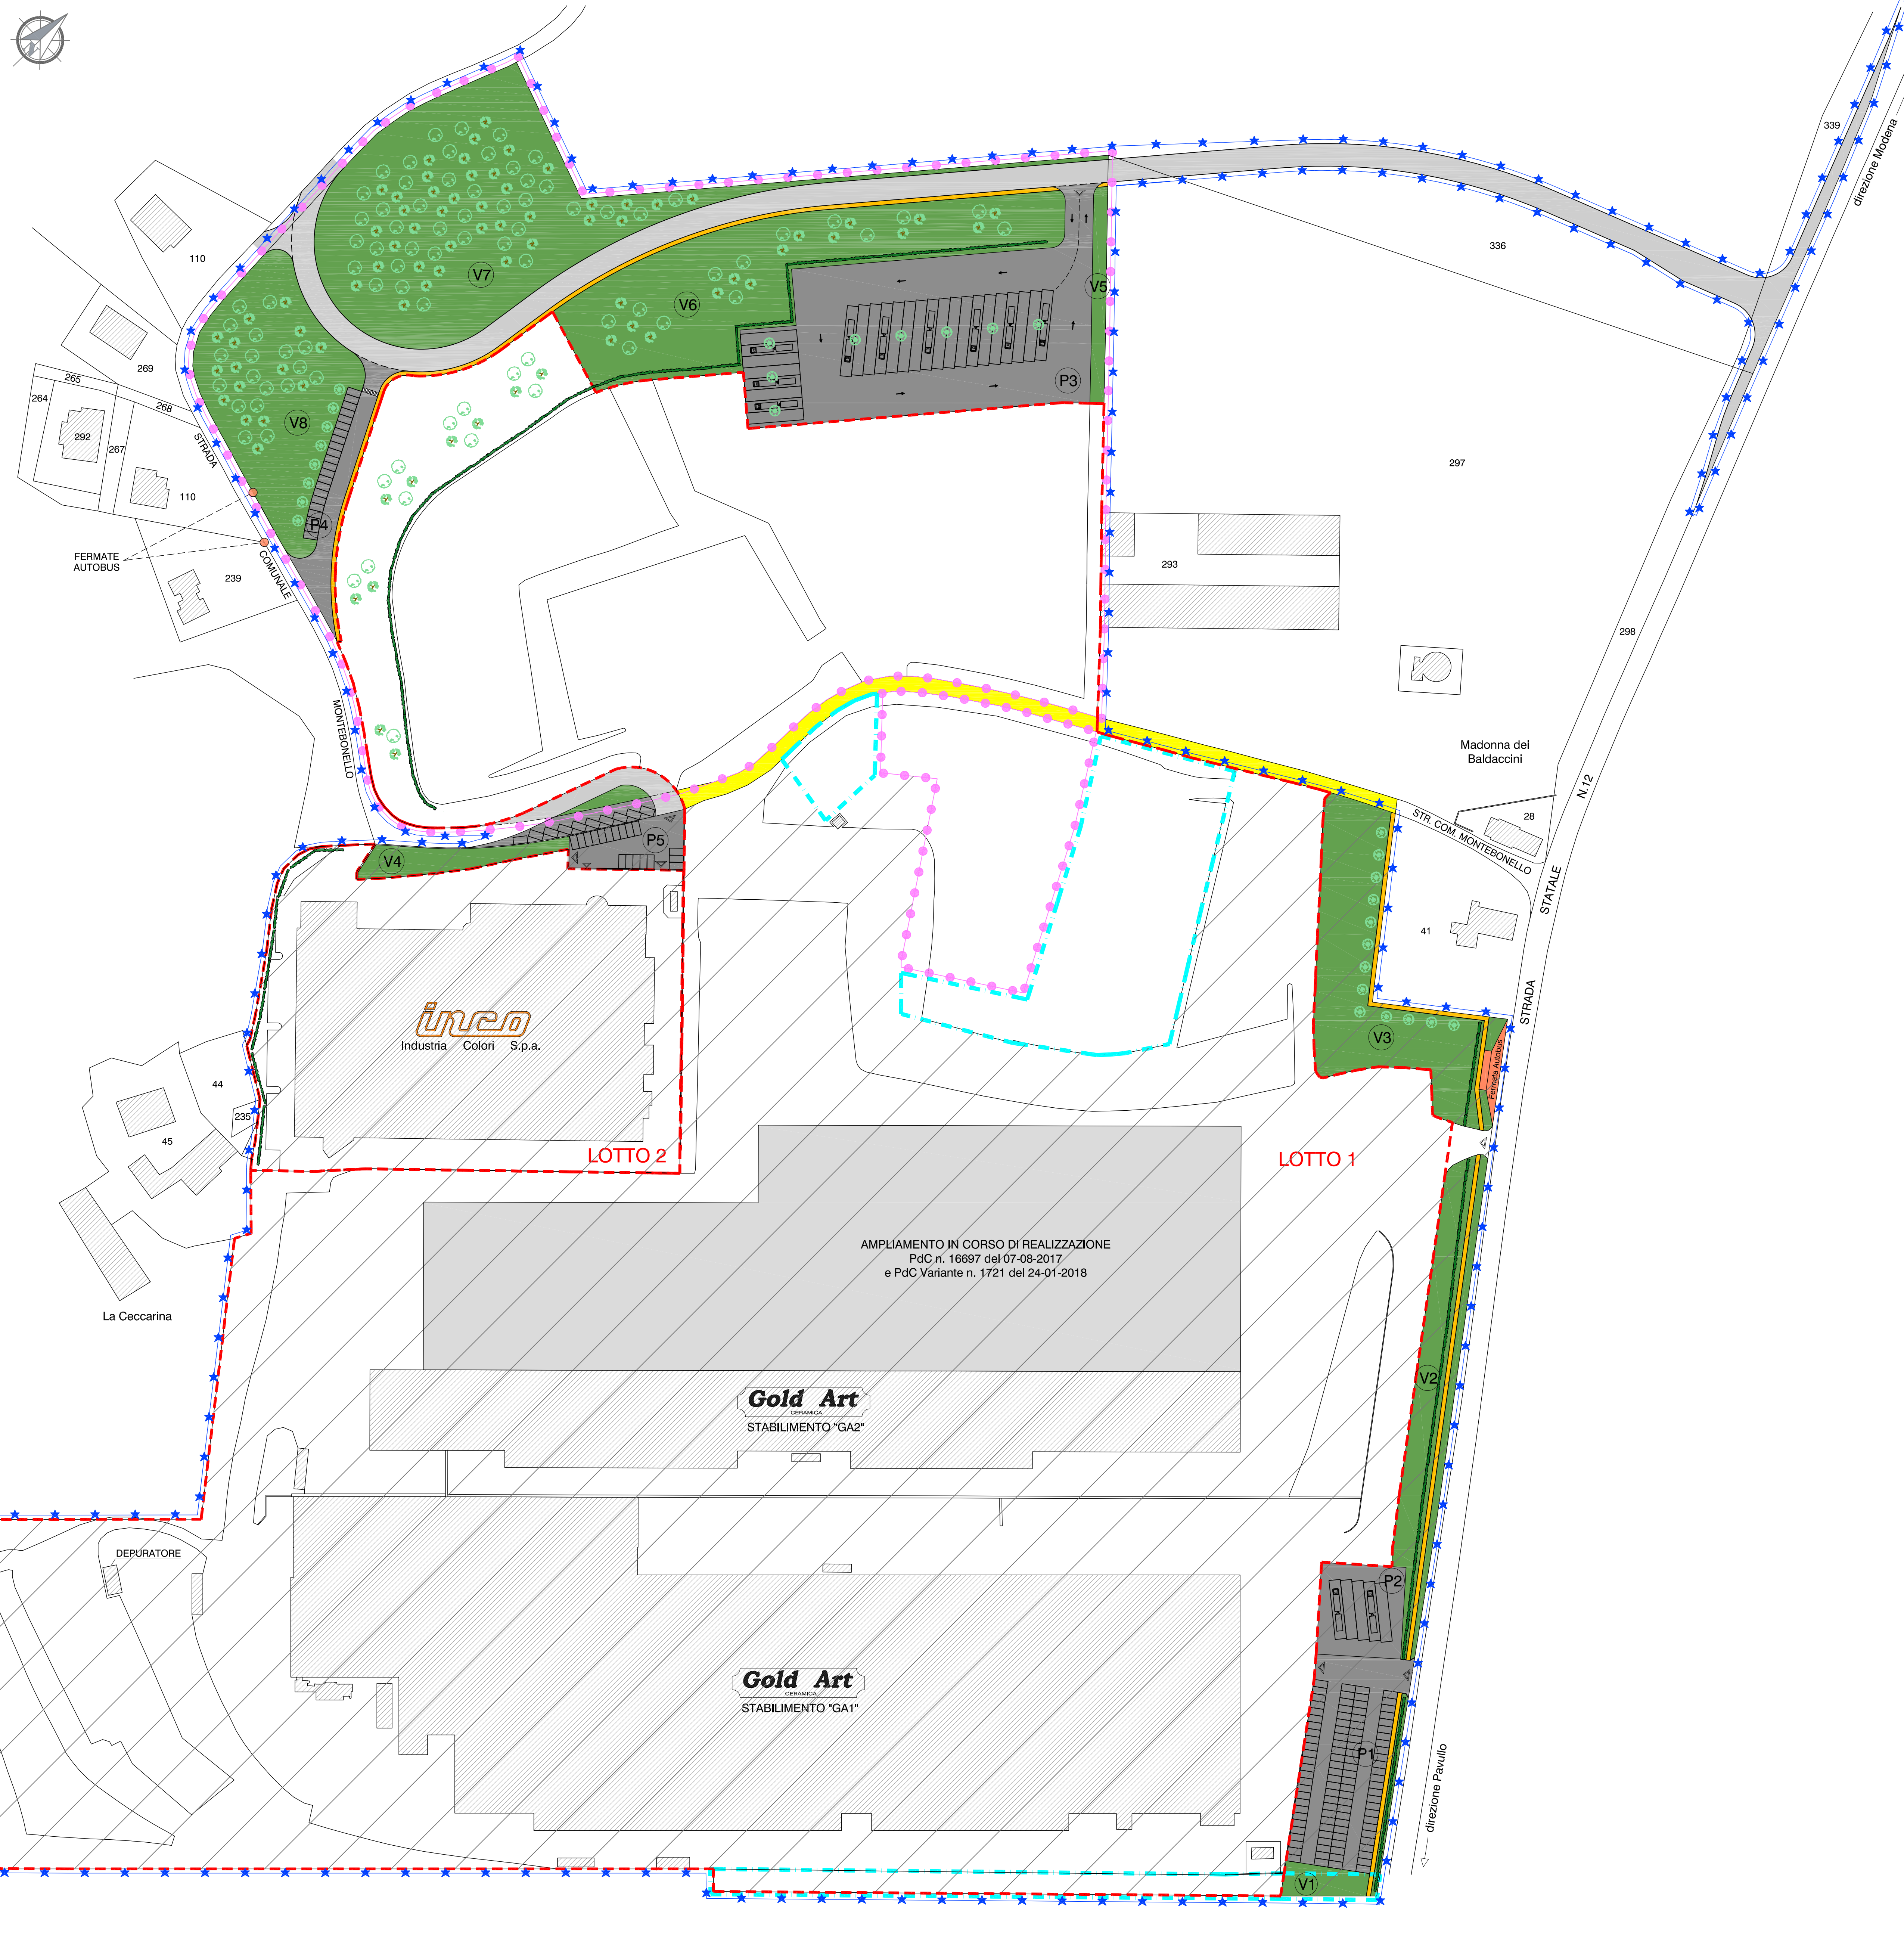 339
direzione Modena
110
336
V7
V5
V6
269
P3
265
264
268
V8
292
267
STRADA
297
110
P4
FERMATE
AUTOBUS
COMUNALE
239
293
298
MONTEBONELLO
Madonna dei
Baldaccini
N.12
28
STR. COM. MONTEBONELLO
P5
V4
STATALE
41
inco
Industria Colori S.p.a.
STRADA
V3
Fermata Autobus
44
235
45
LOTTO 2
LOTTO 1
AMPLIAMENTO IN CORSO DI REALIZZAZIONE
PdC n. 16697 del 07-08-2017
e PdC Variante n. 1721 del 24-01-2018
La Ceccarina
V2
Gold Art
CERAMICA
STABILIMENTO "GA2"
DEPURATORE
P2
Gold Art
CERAMICA
STABILIMENTO "GA1"
P1
direzione Pavullo
V1